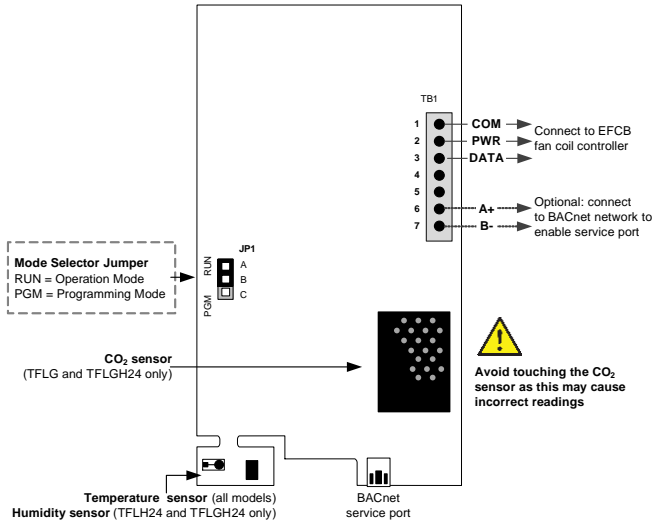 TB1
1 COM
2 PWR
3 DATA
4
5
6 A+
7 B-
Connect to EFCB
fan coil controller
Optional: connect
to BACnet network to
enable service port
Mode Selector Jumper
RUN = Operation Mode
PGM = Programming Mode
JP1
RUN
PGM
A
B
C
CO₂ sensor
(TFLG and TFLGH24 only)
Avoid touching the CO₂
sensor as this may cause
incorrect readings
Temperature sensor (all models)
Humidity sensor (TFLH24 and TFLGH24 only)
BACnet
service port